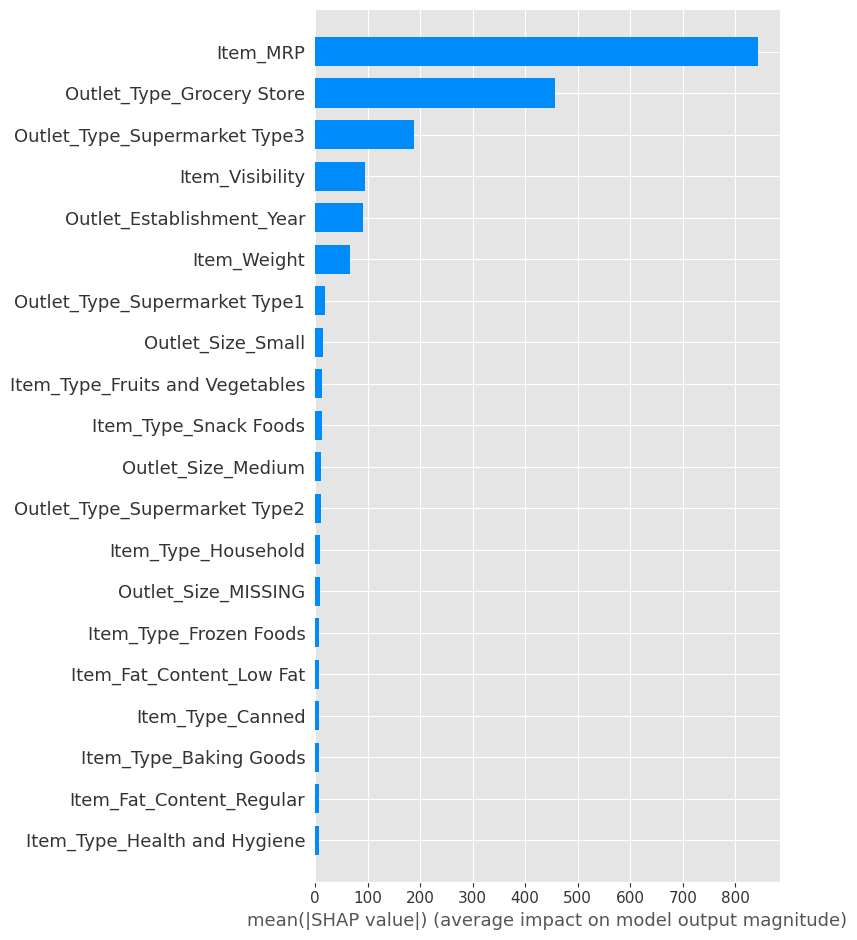 Item_MRP
Outlet_Type_Grocery Store
Outlet_Type_Supermarket Type3
Item_Visibility
Outlet_Establishment_Year
Item_Weight
Outlet_Type_Supermarket Type1
Outlet_Size_Small
Item_Type_Fruits and Vegetables
Item_Type_Snack Foods
Outlet_Size_Medium
Outlet_Type_Supermarket Type2
Item_Type_Household
Outlet_Size_MISSING
Item_Type_Frozen Foods
Item_Fat_Content_Low Fat
Item_Type_Canned
Item_Type_Baking Goods
Item_Fat_Content_Regular
Item_Type_Health and Hygiene
0 100 200 300 400 500 600 700 800
mean(|SHAP value|) (average impact on model output magnitude)